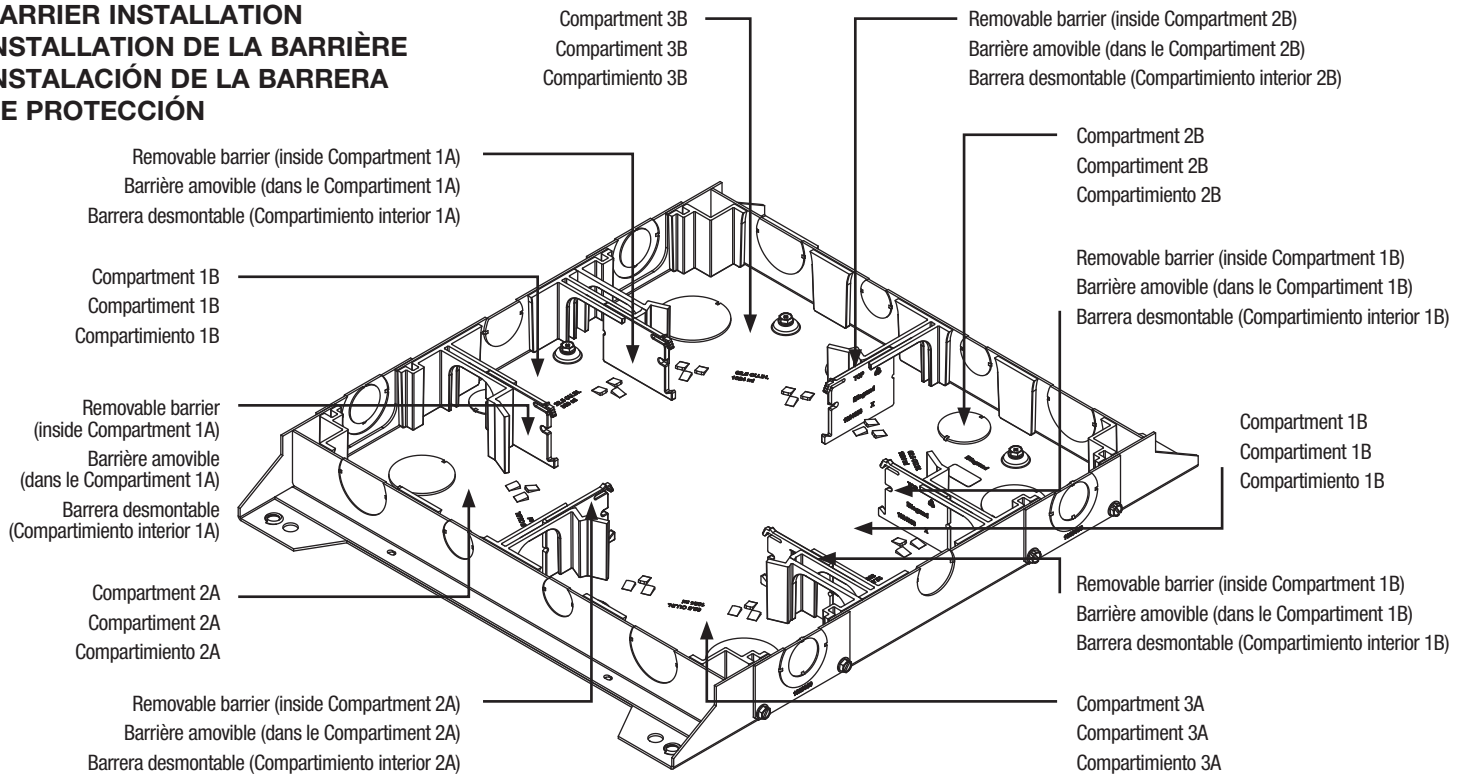 ARRIER INSTALLATION
NSTALLATION DE LA BARRIÈRE
NSTALACIÓN DE LA BARRERA
E PROTECCIÓN
Compartment 3B
Compartiment 3B
Compartimiento 3B
Removable barrier (inside Compartment 2B)
Barrière amovible (dans le Compartiment 2B)
Barrera desmontable (Compartimiento interior 2B)
Removable barrier (inside Compartment 1A)
Barrière amovible (dans le Compartiment 1A)
Barrera desmontable (Compartimiento interior 1A)
Compartment 2B
Compartiment 2B
Compartimiento 2B
Compartment 1B
Compartiment 1B
Compartimiento 1B
Removable barrier (inside Compartment 1B)
Barrière amovible (dans le Compartiment 1B)
Barrera desmontable (Compartimiento interior 1B)
Removable barrier
(inside Compartment 1A)
Barrière amovible
(dans le Compartiment 1A)
Barrera desmontable
(Compartimiento interior 1A)
Compartment 1B
Compartiment 1B
Compartimiento 1B
Compartment 2A
Compartiment 2A
Compartimiento 2A
Removable barrier (inside Compartment 1B)
Barrière amovible (dans le Compartiment 1B)
Barrera desmontable (Compartimiento interior 1B)
Removable barrier (inside Compartment 2A)
Barrière amovible (dans le Compartiment 2A)
Barrera desmontable (Compartimiento interior 2A)
Compartment 3A
Compartiment 3A
Compartimiento 3A